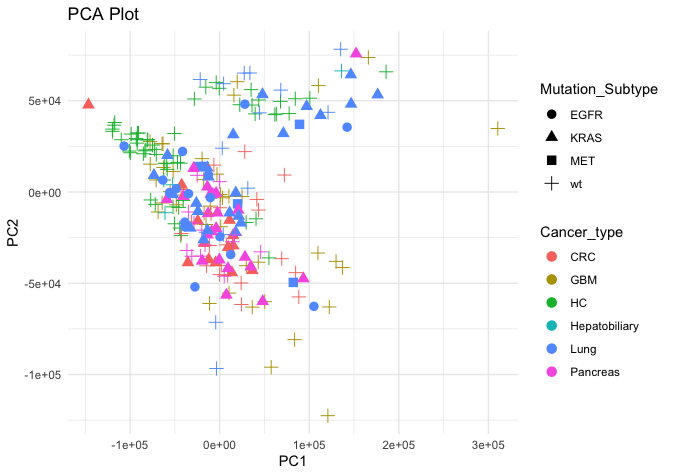 PCA Plot
5e+04
0e+00
-5e+04
-1e+05
PC2
-1e+05 0e+00 1e+05 2e+05 3e+05
PC1
Mutation_Subtype
EGFR
KRAS
MET
wt
Cancer_type
CRC
GBM
HC
Hepatobiliary
Lung
Pancreas